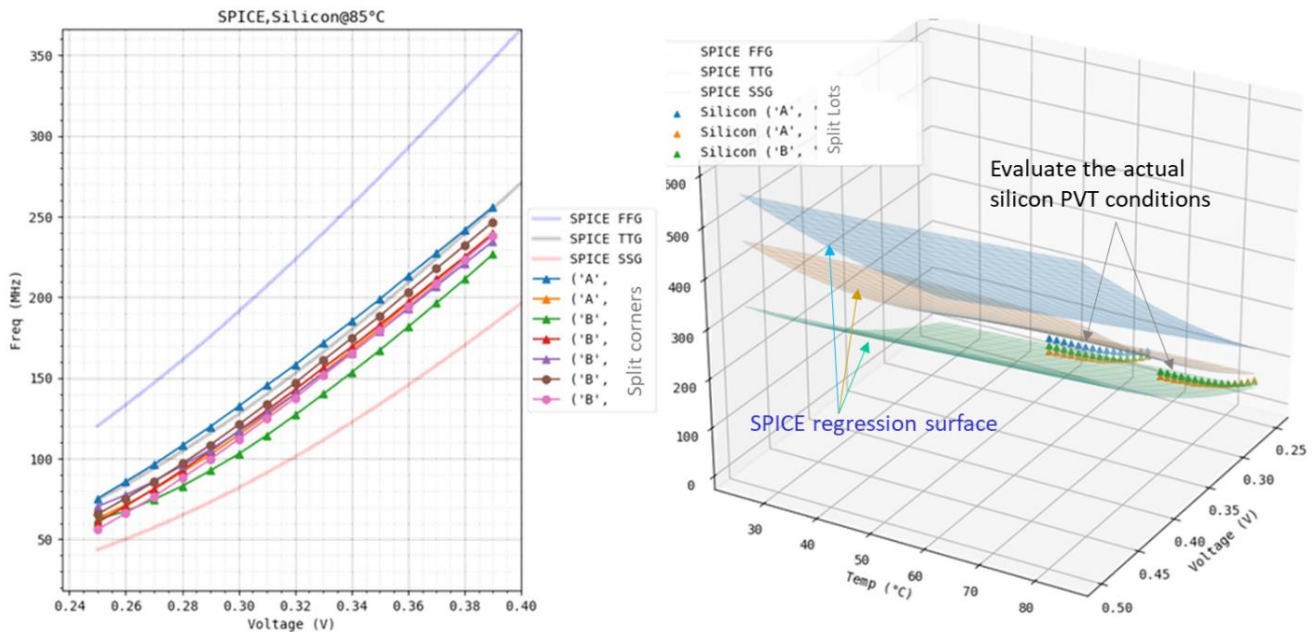 SPICE,Silicon@85°C
350
300
250
200
150
100
50
Freq (MHz)
0.24
0.26
0.28
0.30
0.32
0.34
0.36
0.38
0.40
Voltage (V)
SPICE FFG
SPICE TTG
SPICE SSG
('A',
('A',
('B',
('B',
('B',
('B',
('B',
Split corners
SPICE FFG
SPICE TTG
SPICE SSG
Silicon ('A', '
Silicon ('A', '
Silicon ('B', '
Split Lots
Evaluate the actual
silicon PVT conditions
SPICE regression surface
500
400
300
200
100
0
30
40
50
60
70
80
Temp (°C)
0.25
0.30
0.35
0.40
0.45
0.50
Voltage (V)